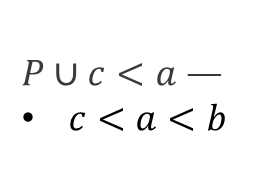 P ∪ c < a —
• c < a < b